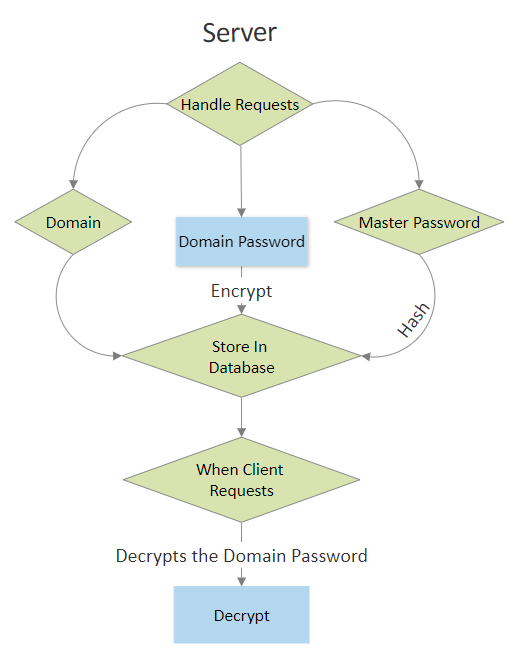 Server
Handle Requests
Domain
Domain Password
Master Password
Encrypt
Hash
Store In
Database
When Client
Requests
Decrypts the Domain Password
Decrypt